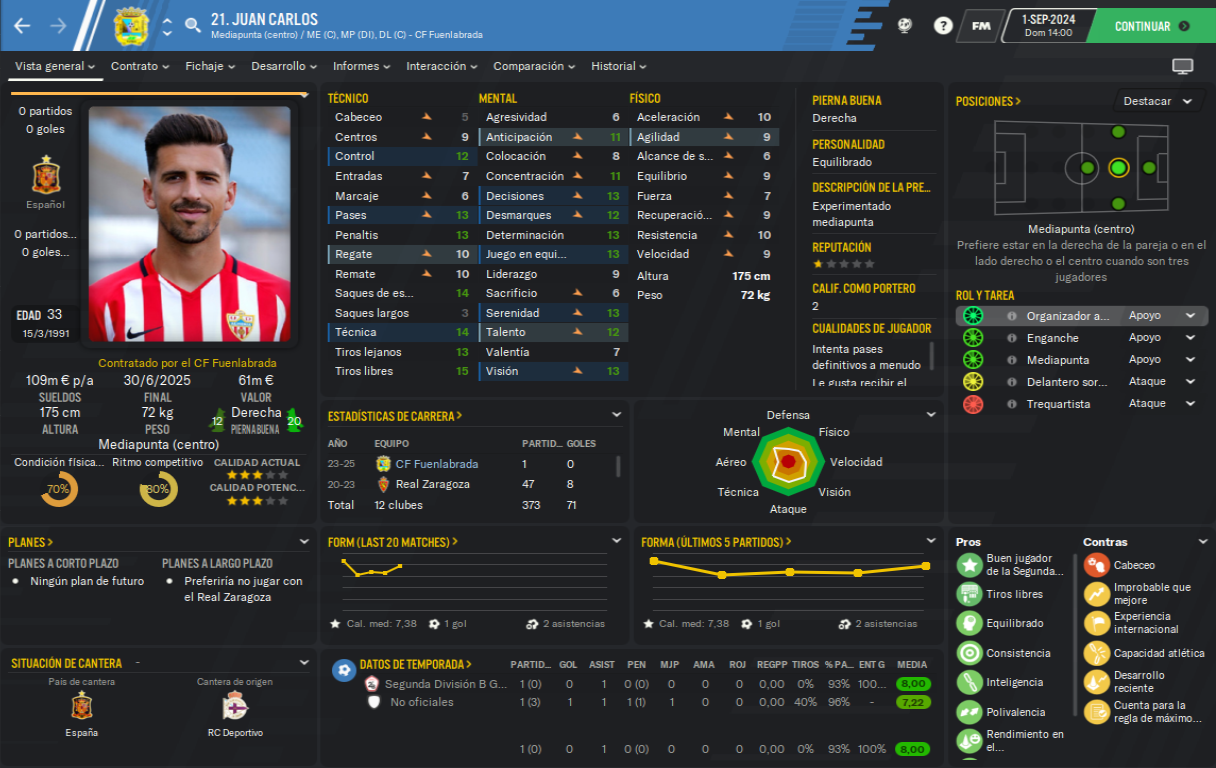 21. JUAN CARLOS
Mediapunta (centro) / ME (C), MP (DI), DL (C) - CF Fuenlabrada
FM
1-SEP-2024
Dom 14:00
CONTINUAR
Vista general
Contrato
Fichaje
Desarrollo
Informes
Interacción
Comparación
Historial
0 partidos
0 goles
Español
0 partidos...
0 goles...
EDAD 33
15/3/1991
Contratado por el CF Fuenlabrada
109m € p/a
SUELDOS
30/6/2025
FINAL
61m €
VALOR
175 cm
ALTURA
72 kg
PESO
12
Derecha
PIERNA BUENA
20
Mediapunta (centro)
Condición física...
70%
Ritmo competitivo
80%
CALIDAD ACTUAL
CALIDAD POTENC...
TÉCNICO
Cabeceo 5
Centros 9
Control 12
Entradas 7
Marcaje 6
Pases 13
Penaltis 13
Regate 10
Remate 10
Saques de es... 14
Saques largos 3
Técnica 14
Tiros lejanos 13
Tiros libres 15
MENTAL
Agresividad 6
Anticipación 11
Colocación 8
Concentración 11
Decisiones 13
Desmarques 12
Determinación 13
Juego en equi... 13
Liderazgo 9
Sacrificio 6
Serenidad 13
Talento 12
Valentía 7
Visión 13
FÍSICO
Aceleración 10
Agilidad 9
Alcance de s... 6
Equilibrio 9
Fuerza 7
Recuperació... 9
Resistencia 10
Velocidad 9
Altura 175 cm
Peso 72 kg
PIERNA BUENA
Derecha
PERSONALIDAD
Equilibrado
DESCRIPCIÓN DE LA PRE...
Experimentado
mediapunta
REPUTACIÓN
CALIF. COMO PORTERO
2
CUALIDADES DE JUGADOR
Intenta pases
definitivos a menudo
Le gusta recibir el
POSICIONES >
Destacar
Mediapunta (centro)
Prefiere estar en la derecha de la pareja o en el
lado derecho o el centro cuando son tres
jugadores
ROL Y TAREA
Organizador a... Apoyo
Enganche Apoyo
Mediapunta Apoyo
Delantero sor... Ataque
Trequartista Ataque
ESTADÍSTICAS DE CARRERA >
AÑO EQUIPO PARTID... GOLES
23-25 CF Fuenlabrada 1 0
20-23 Real Zaragoza 47 8
Total 12 clubes 373 71
Defensa
Mental Físico
Aéreo Velocidad
Técnica Visión
Ataque
PLANES >
PLANES A CORTO PLAZO
Ningún plan de futuro
PLANES A LARGO PLAZO
Preferiría no jugar con
el Real Zaragoza
FORM (LAST 20 MATCHES) >
Cal. med: 7,38 1 gol 2 asistencias
FORMA (ÚLTIMOS 5 PARTIDOS) >
Cal. med: 7,38 1 gol 2 asistencias
Pros
Buen jugador
de la Segunda...
Tiros libres
Equilibrado
Consistencia
Inteligencia
Polivalencia
Rendimiento en
el...
Contras
Cabeceo
Improbable que
mejore
Experiencia
internacional
Capacidad atlética
Desarrollo
reciente
Cuenta para la
regla de máximo...
SITUACIÓN DE CANTERA -
País de cantera
España
Cantera de origen
RC Deportivo
DATOS DE TEMPORADA > PARTID... GOL ASIST PEN MJP AMA ROJ REGPP TIROS % PA... ENT G MEDIA
Segunda División B G... 1 (0) 0 1 0 (0) 0 0 0 0,00 0% 93% 100... 8,00
No oficiales 1 (3) 1 1 1 (1) 1 0 0 0,00 40% 96% - 7,22
1 (0) 0 1 0 (0) 0 0 0 0,00 0% 93% 100% 8,00